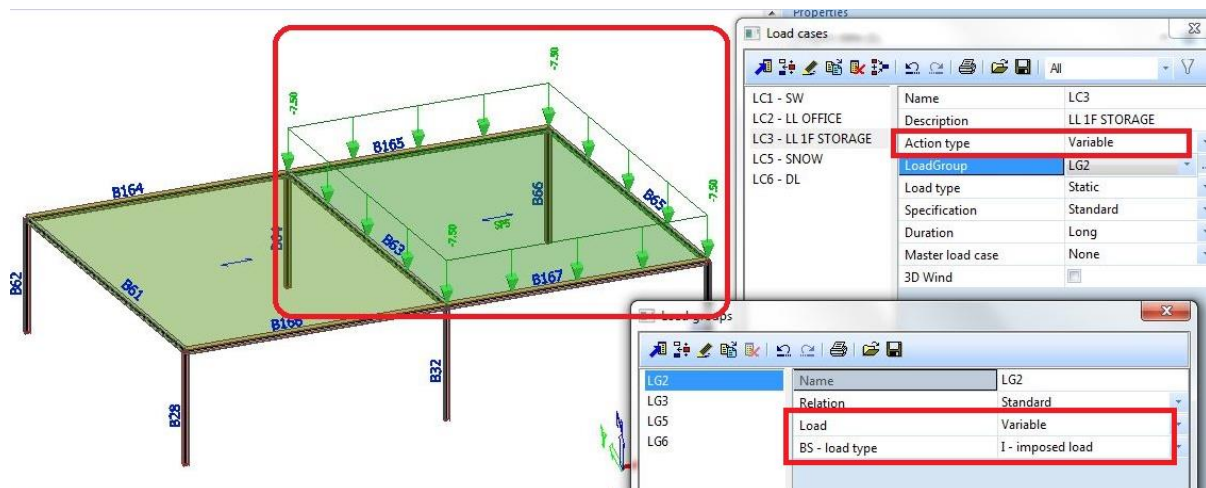 Properties
Load cases
All
LC1 - SW
LC2 - LL OFFICE
LC3 - LL 1F STORAGE
LC5 - SNOW
LC6 - DL
Name LC3
Description LL 1F STORAGE
Action type Variable
LoadGroup LG2
Load type Static
Specification Standard
Duration Long
Master load case None
3D Wind
-7.50
-7.50
-7.50
-7.50
B165
B164
B66
B65
B63
B62
B61
B167
B166
B32
B28
Load groups
LG2
LG3
LG5
LG6
Name LG2
Relation Standard
Load Variable
BS - load type I - imposed load